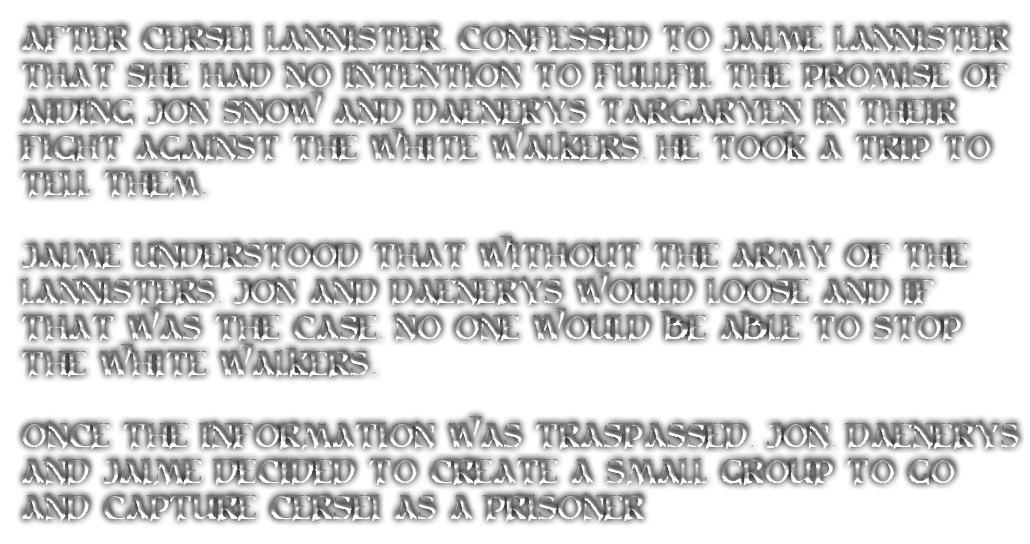 AFTER CERSEI LANNISTER, CONFESSED TO JAIME LANNISTER
THAT SHE HAD NO INTENTION TO FULLFIL THE PROMISE OF
AIDING JON SNOW AND DAENERYS TARGARYEN IN THEIR
FIGHT AGAINST THE WHITE WALKERS, HE TOOK A TRIP TO
TELL THEM.
JAIME UNDERSTOOD THAT WITHOUT THE ARMY OF THE
LANNISTERS, JON AND DAENERYS WOULD LOOSE AND IF
THAT WAS THE CASE, NO ONE WOULD BE ABLE TO STOP
THE WHITE WALKERS.
ONCE THE INFORMATION WAS TRASPASSED, JON, DAENERYS
AND JAIME DECIDED TO CREATE A SMALL GROUP TO GO
AND CAPTURE CERSEI AS A PRISONER